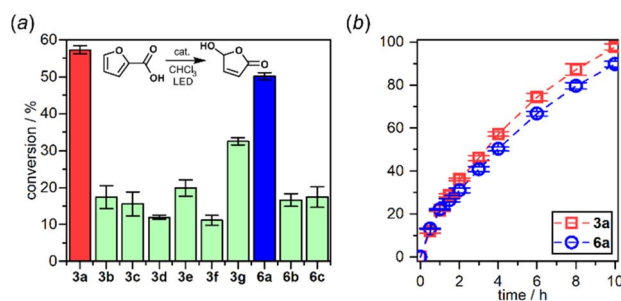 (a)
60
50
40
30
20
10
0
conversion / %
O
O
OH
cat.
CHCl3
LED
HO
O
O
3a 3b 3c 3d 3e 3f 3g 6a 6b 6c
(b)
100
80
60
40
20
0
0 2 4 6 8 10
time / h
3a
6a